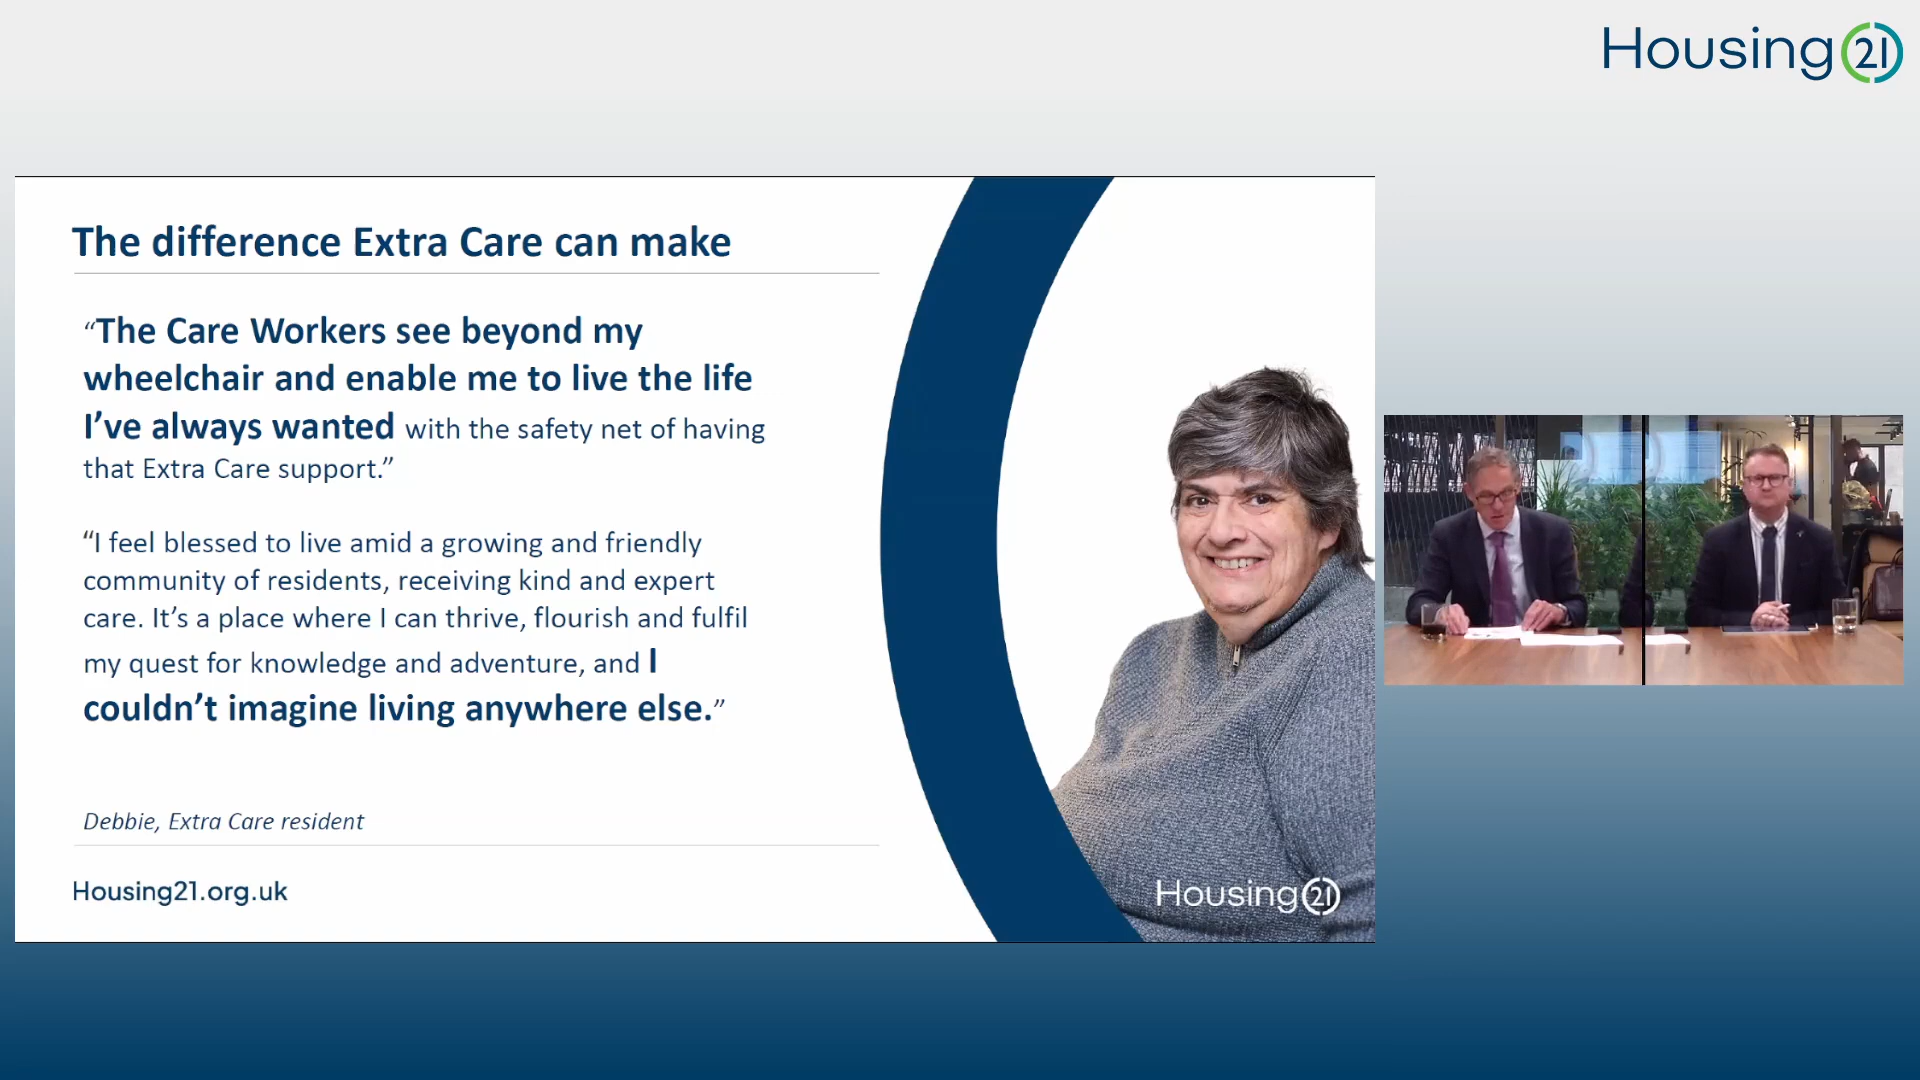 Housing 21
The difference Extra Care can make
“The Care Workers see beyond my
wheelchair and enable me to live the life
I’ve always wanted with the safety net of having
that Extra Care support.”
“I feel blessed to live amid a growing and friendly
community of residents, receiving kind and expert
care. It’s a place where I can thrive, flourish and fulfil
my quest for knowledge and adventure, and I
couldn’t imagine living anywhere else.”
Debbie, Extra Care resident
Housing21.org.uk
Housing 21